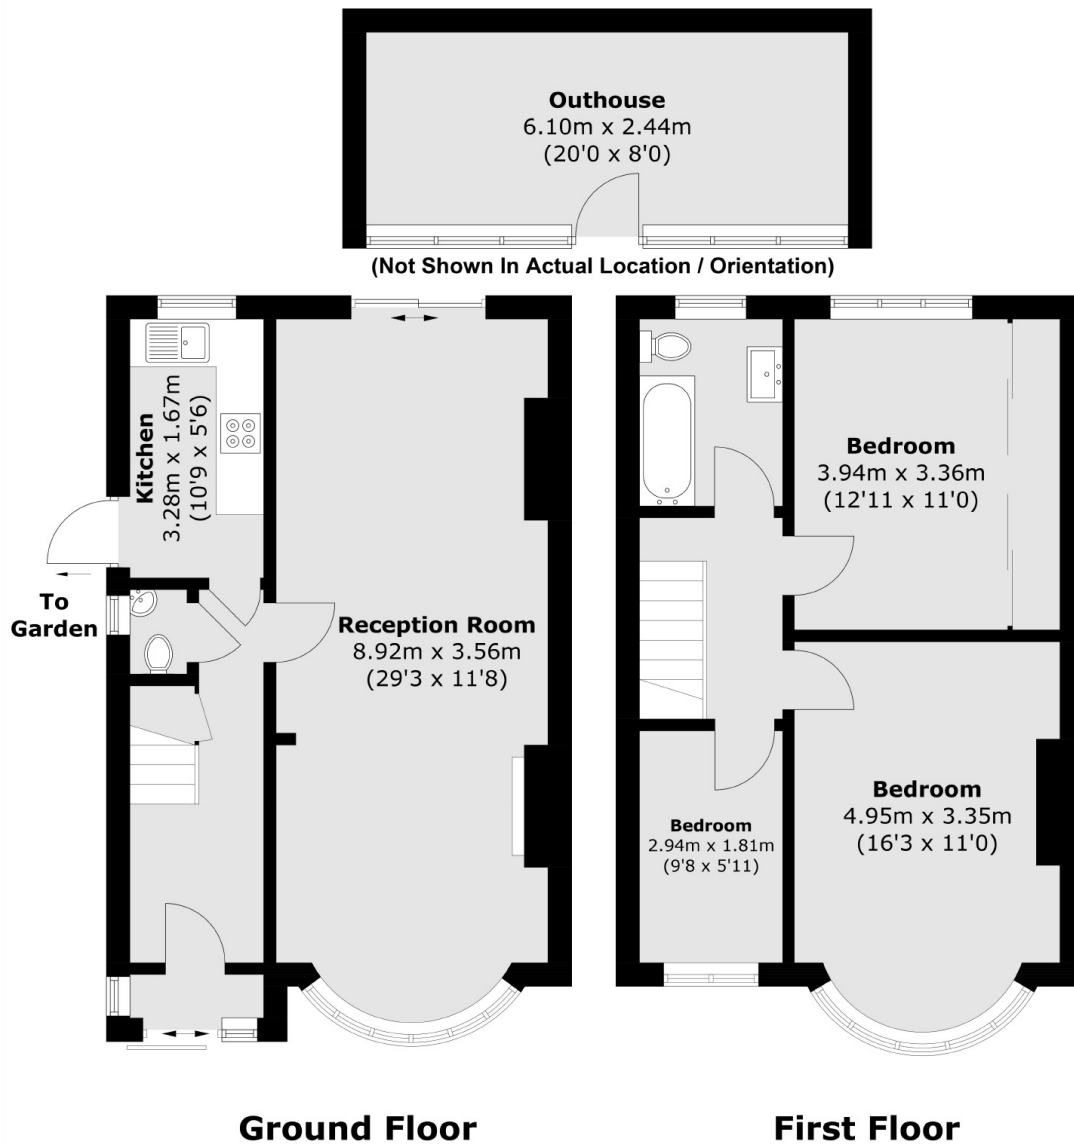 Outhouse
6.10m x 2.44m
(20'0 x 8'0)
(Not Shown In Actual Location / Orientation)
Kitchen
3.28m x 1.67m
(10'9 x 5'6)
To
Garden
Reception Room
8.92m x 3.56m
(29'3 x 11'8)
Bedroom
3.94m x 3.36m
(12'11 x 11'0)
Bedroom
4.95m x 3.35m
(16'3 x 11'0)
Bedroom
2.94m x 1.81m
(9'8 x 5'11)
Ground Floor
First Floor